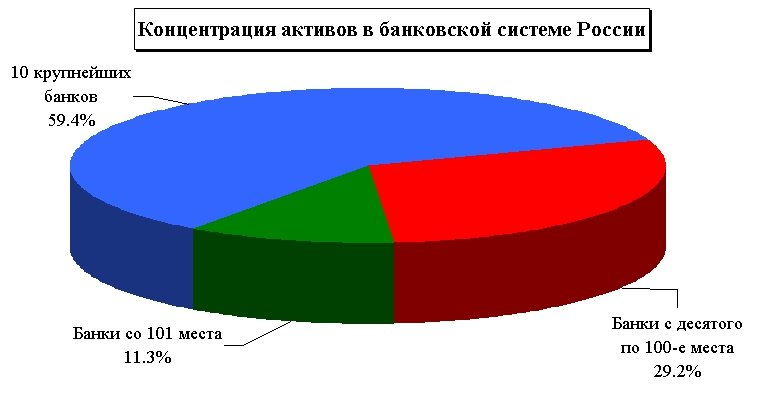 Концентрация активов в банковской системе России
10 крупнейших
банков
59.4%
Банки со 101 места
11.3%
Банки с десятого
по 100-е места
29.2%